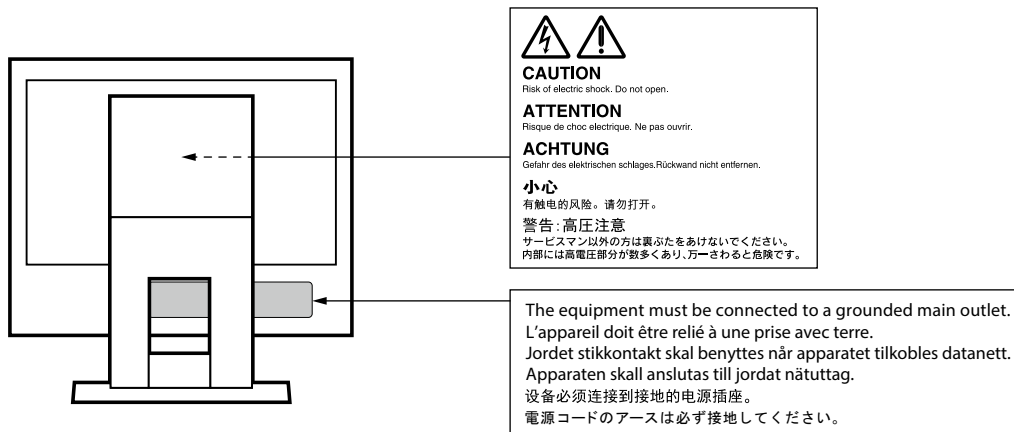 CAUTION
Risk of electric shock. Do not open.
ATTENTION
Risque de choc electrique. Ne pas ouvrir.
ACHTUNG
Gefahr des elektrischen schlages.Rückwand nicht entfernen.
小心
有触电的风险。请勿打开。
警告:高圧注意
サービスマン以外の方は裏ぶたをあけないでください。
内部には高電圧部分が数多くあり、万一さわると危険です。
The equipment must be connected to a grounded main outlet.
L’appareil doit être relié à une prise avec terre.
Jordet stikkontakt skal benyttes når apparatet tilkobles datanett.
Apparaten skall anslutas till jordat nätuttag.
设备必须连接到接地的电源插座。
電源コードのアースは必ず接地してください。